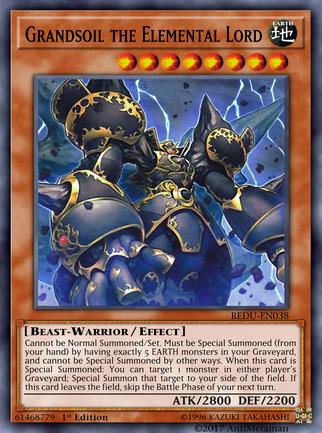 GRANDSOIL THE ELEMENTAL LORD
EARTH
地
REDU-EN038
[BEAST-WARRIOR / EFFECT]
Cannot be Normal Summoned/Set. Must be Special Summoned (from
your hand) by having exactly 5 EARTH monsters in your Graveyard,
and cannot be Special Summoned by other ways. When this card is
Special Summoned: You can target 1 monster in either player's
Graveyard; Special Summon that target to your side of the field. If
this card leaves the field, skip the Battle Phase of your next turn.
ATK/2800 DEF/2200
61468779 1st Edition ©1996 KAZUKI TAKAHASHI
©2017 AntiMetaman